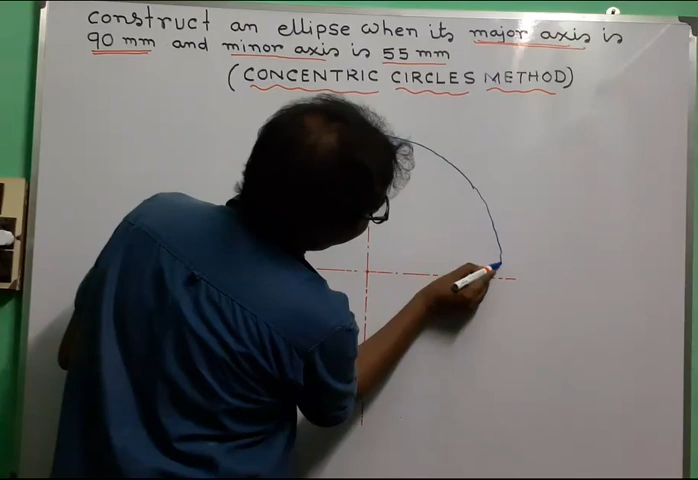 construct an ellipse when its major axis is
90 mm and minor axis is 55 mm
(CONCENTRIC CIRCLES METHOD)